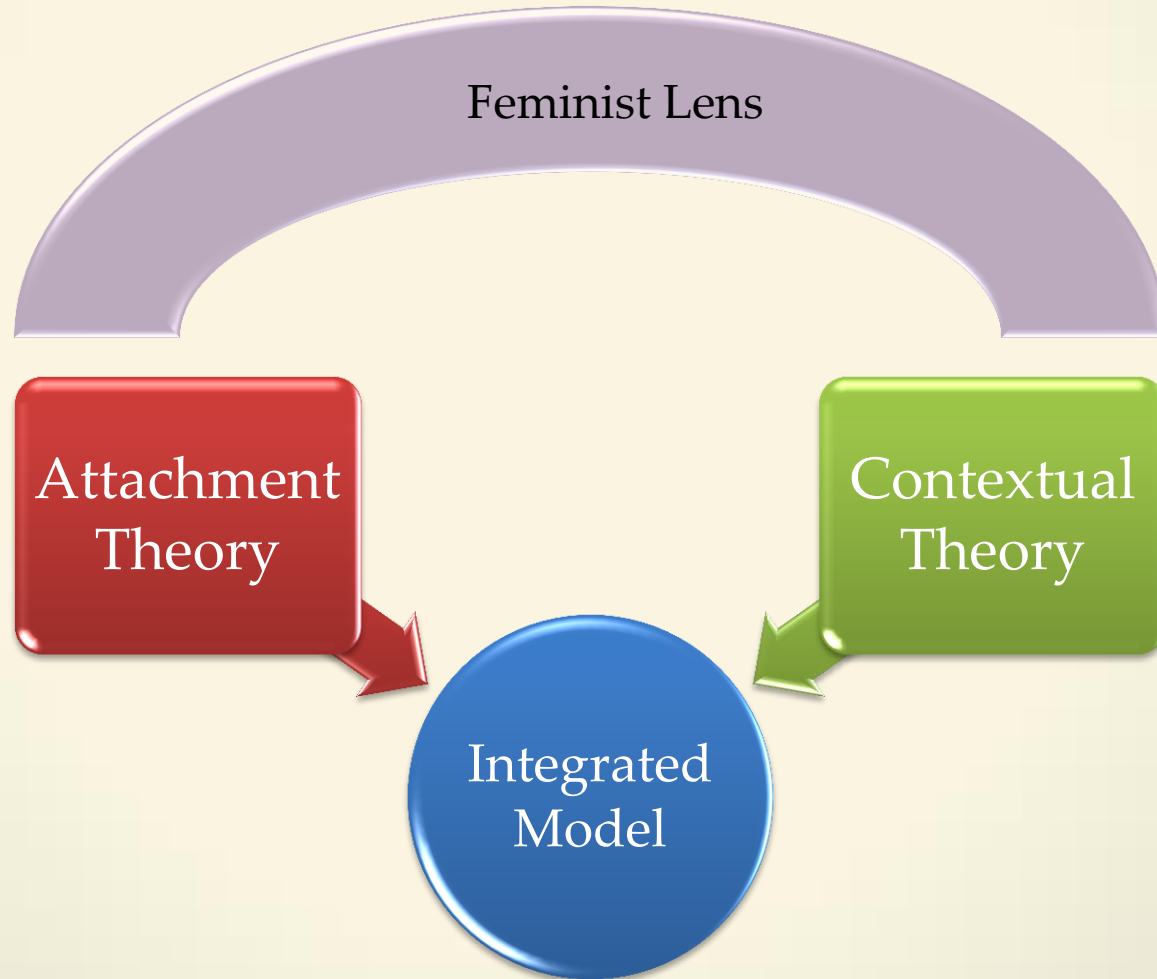 Feminist Lens
Attachment
Theory
Contextual
Theory
Integrated
Model